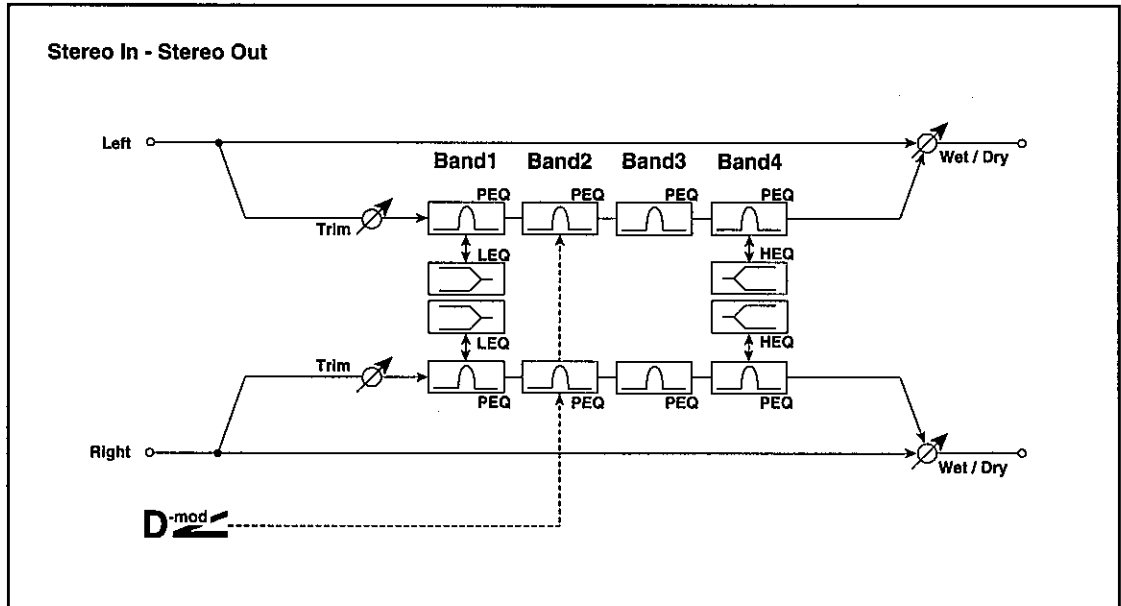 Stereo In - Stereo Out
Left
Band1 Band2 Band3 Band4
Wet / Dry
PEQ PEQ PEQ PEQ
Trim
LEQ HEQ
LEQ HEQ
Trim
PEQ PEQ PEQ PEQ
Right
Wet / Dry
D-mod